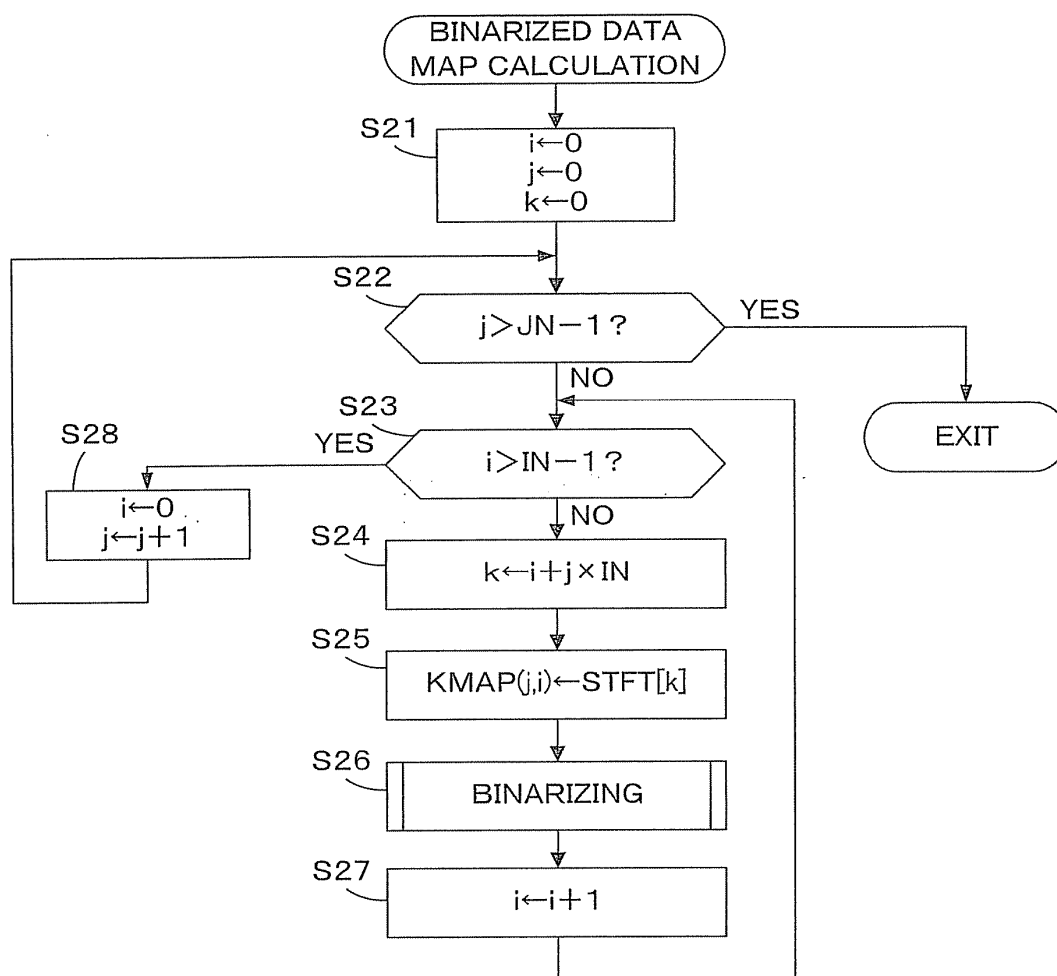 BINARIZED DATA
MAP CALCULATION
S21
i←0
j←0
k←0
S22
j>JN−1?
YES
NO
EXIT
S23
YES
i>IN−1?
NO
S28
i←0
j←j+1
S24
k←i+j×IN
S25
KMAP(j,i)←STFT[k]
S26
BINARIZING
S27
i←i+1